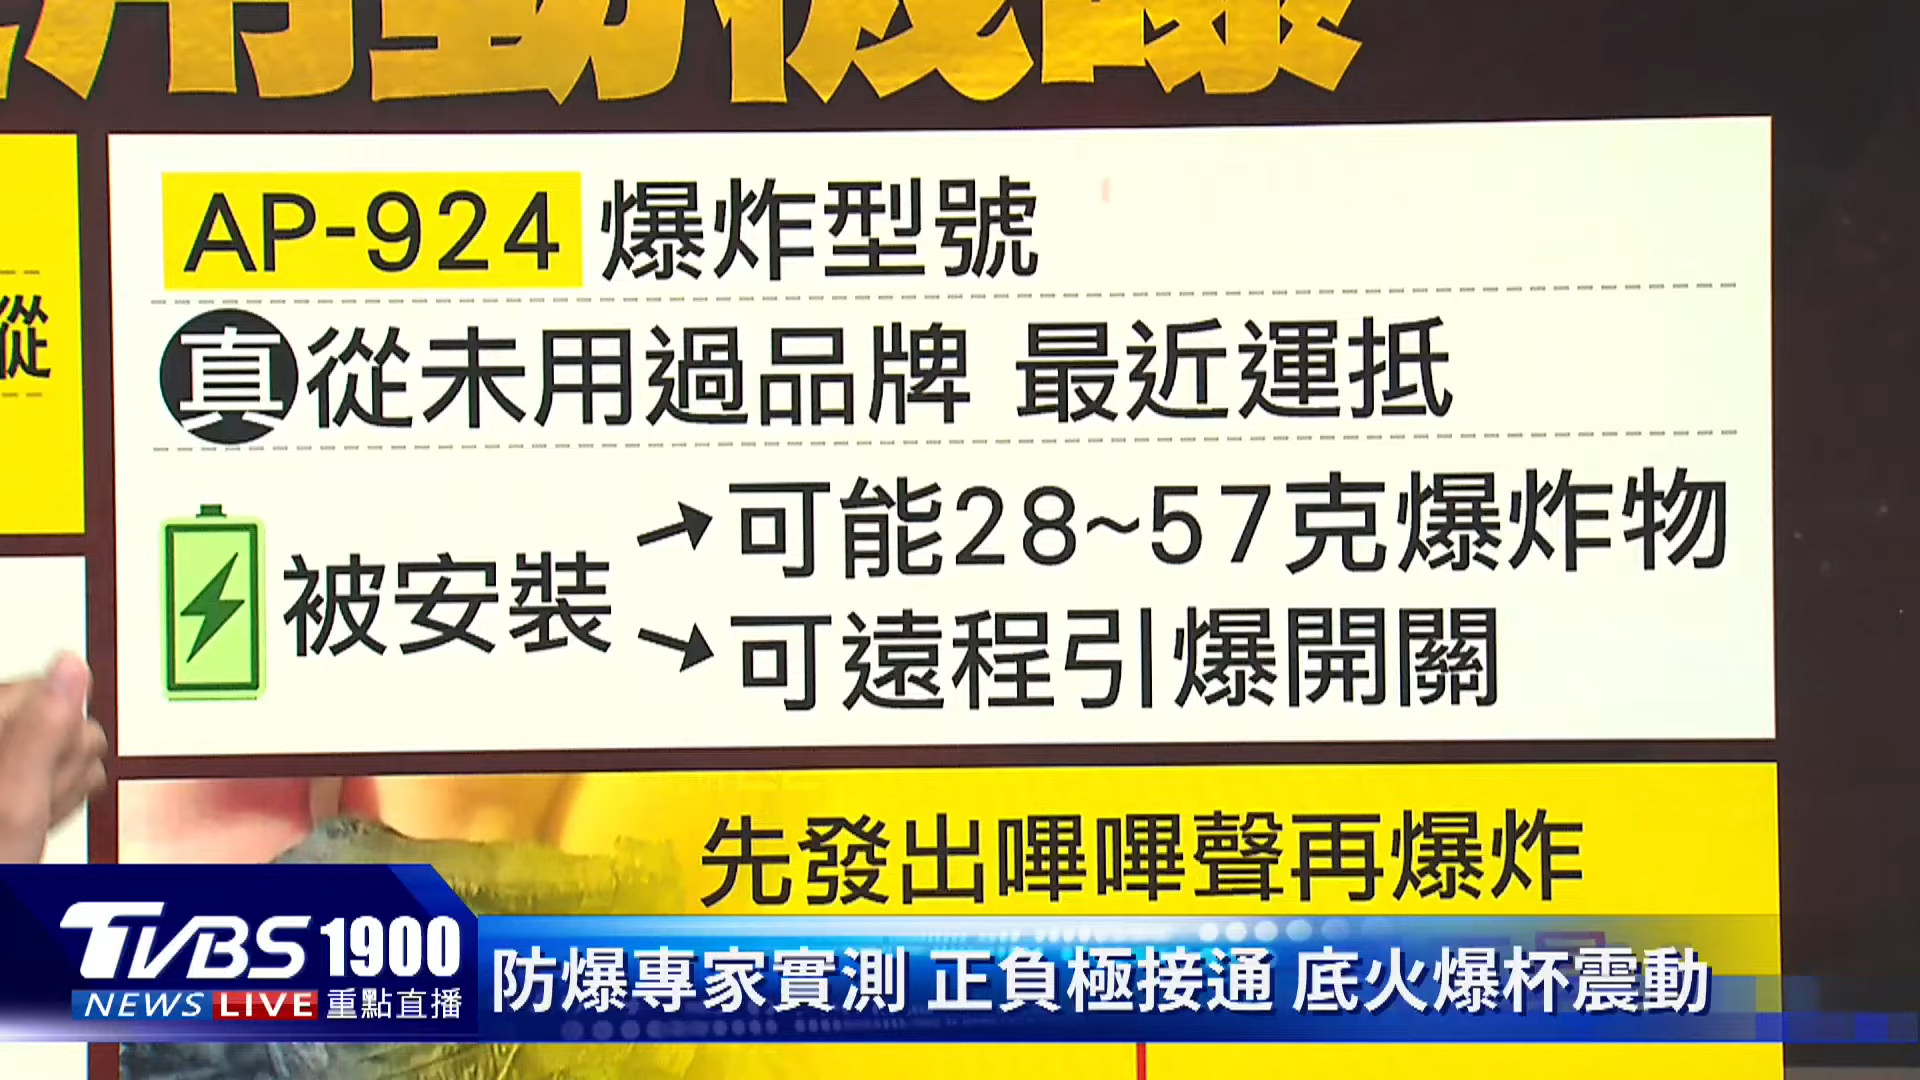 AP-924 爆炸型號
真 從未用過品牌 最近運抵
被安裝
可能28~57克爆炸物
可遠程引爆開關
從
先發出嗶嗶聲再爆炸
TVBS NEWS LIVE
1900 重點直播
防爆專家實測 正負極接通 底火爆杯震動